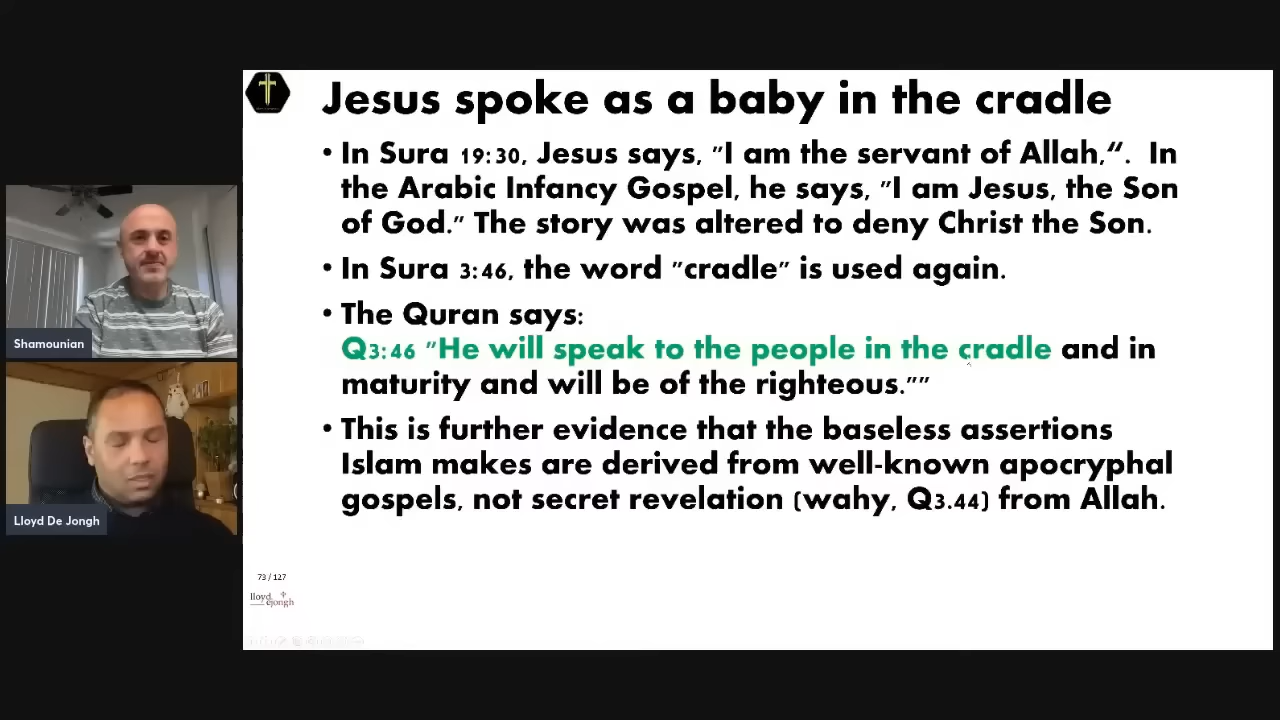 Jesus spoke as a baby in the cradle
• In Sura 19:30, Jesus says, "I am the servant of Allah,“. In
the Arabic Infancy Gospel, he says, "I am Jesus, the Son
of God." The story was altered to deny Christ the Son.
• In Sura 3:46, the word "cradle" is used again.
• The Quran says:
Q3:46 "He will speak to the people in the cradle and in
maturity and will be of the righteous.""
• This is further evidence that the baseless assertions
Islam makes are derived from well-known apocryphal
gospels, not secret revelation (wahy, Q3.44) from Allah.
Shamounian
Lloyd De Jongh
73 / 127
lloyd
dejongh